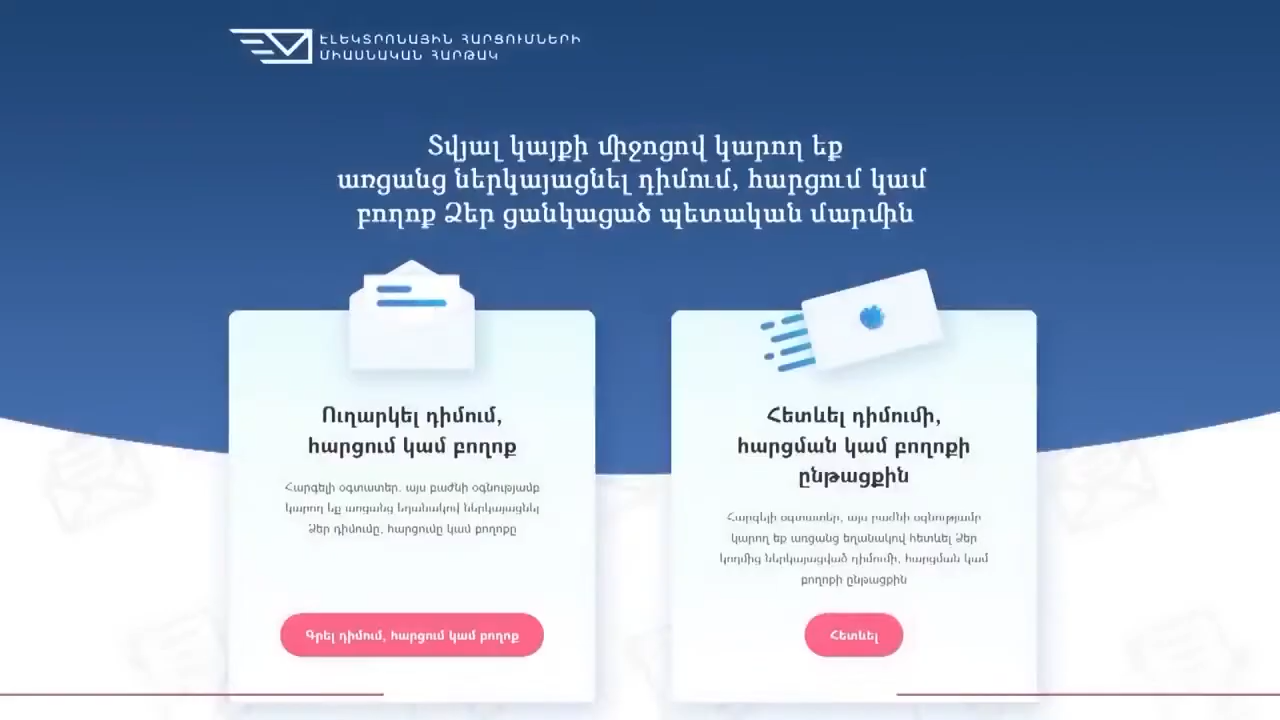 ԷԼԵԿՏՐՈՆԱՅԻՆ ՀԱՐՑՈՒՄՆԵՐԻ
ՄԻԱՍՆԱԿԱՆ ՀԱՐԹԱԿ
Տվյալ կայքի միջոցով կարող եք
առցանց ներկայացնել դիմում, հարցում կամ
բողոք Ձեր ցանկացած պետական մարմին
Ուղարկել դիմում,
հարցում կամ բողոք
Հարգելի օգտատեր, այս բաժնի օգնությամբ
կարող եք առցանց եղանակով ներկայացնել
Ձեր դիմումը, հարցումը կամ բողոքը
Գրել դիմում, հարցում կամ բողոք
Հետևել դիմումի,
հարցման կամ բողոքի
ընթացքին
Հարգելի օգտատեր, այս բաժնի օգնությամբ
կարող եք առցանց եղանակով հետևել Ձեր
կողմից ներկայացված դիմումի, հարցման կամ
բողոքի ընթացքին
Հետևել